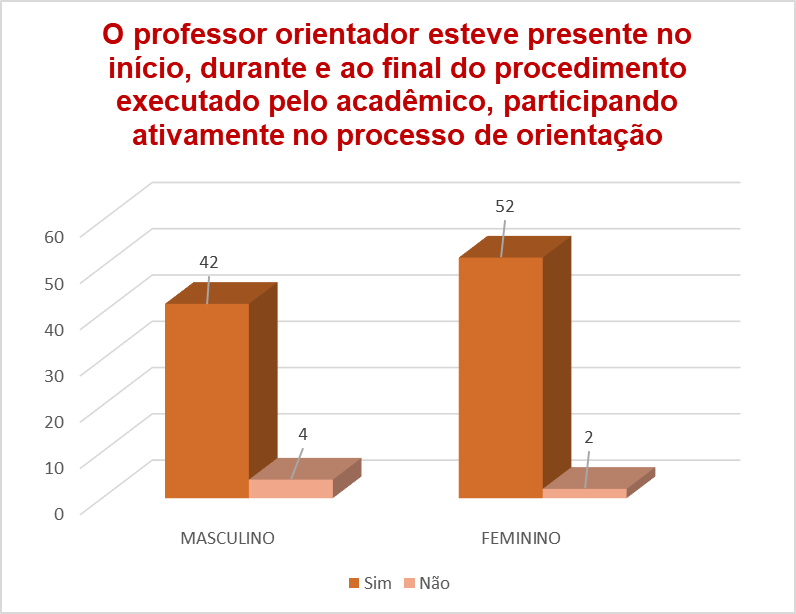 O professor orientador esteve presente no
início, durante e ao final do procedimento
executado pelo acadêmico, participando
ativamente no processo de orientação
60
50
40
30
20
10
0
42
4
52
2
MASCULINO
FEMININO
Sim
Não